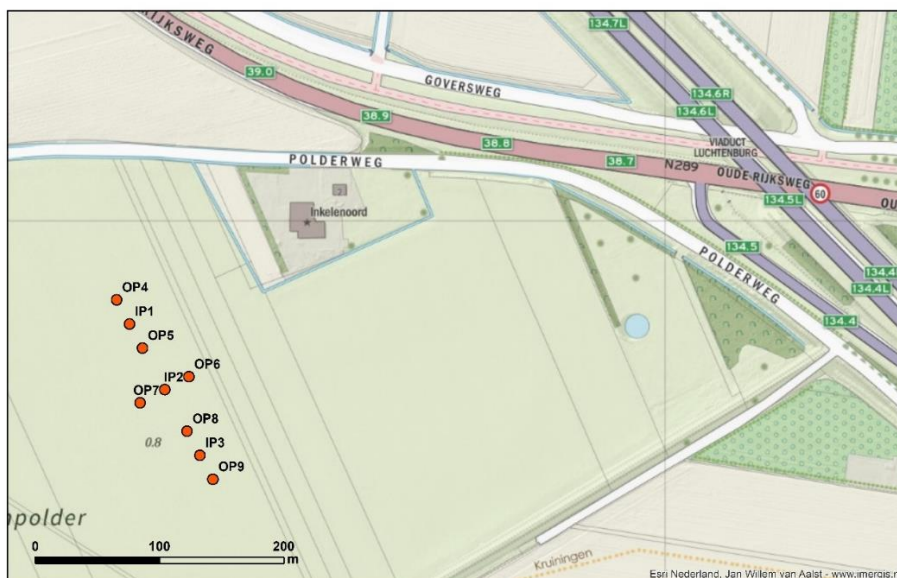 RIJKSWEG
134.7L
39.0
GOVERSWEG
134.6R
134.6L
38.9
38.8
VIADUCT
LUCHTENBURG
38.7
POLDERWEG
N289
OUDE RIJKSWEG
60
OU
134.5L
Inkelenoord
134.5
POLDERWEG
134.4
134.4L
134.4
OP4
IP1
OP5
OP6
IP2
OP7
OP8
0.8
IP3
OP9
npolder
0 100 200
m
Kruiningen
Esri Nederland, Jan Willem van Aalst - www.imergis.n